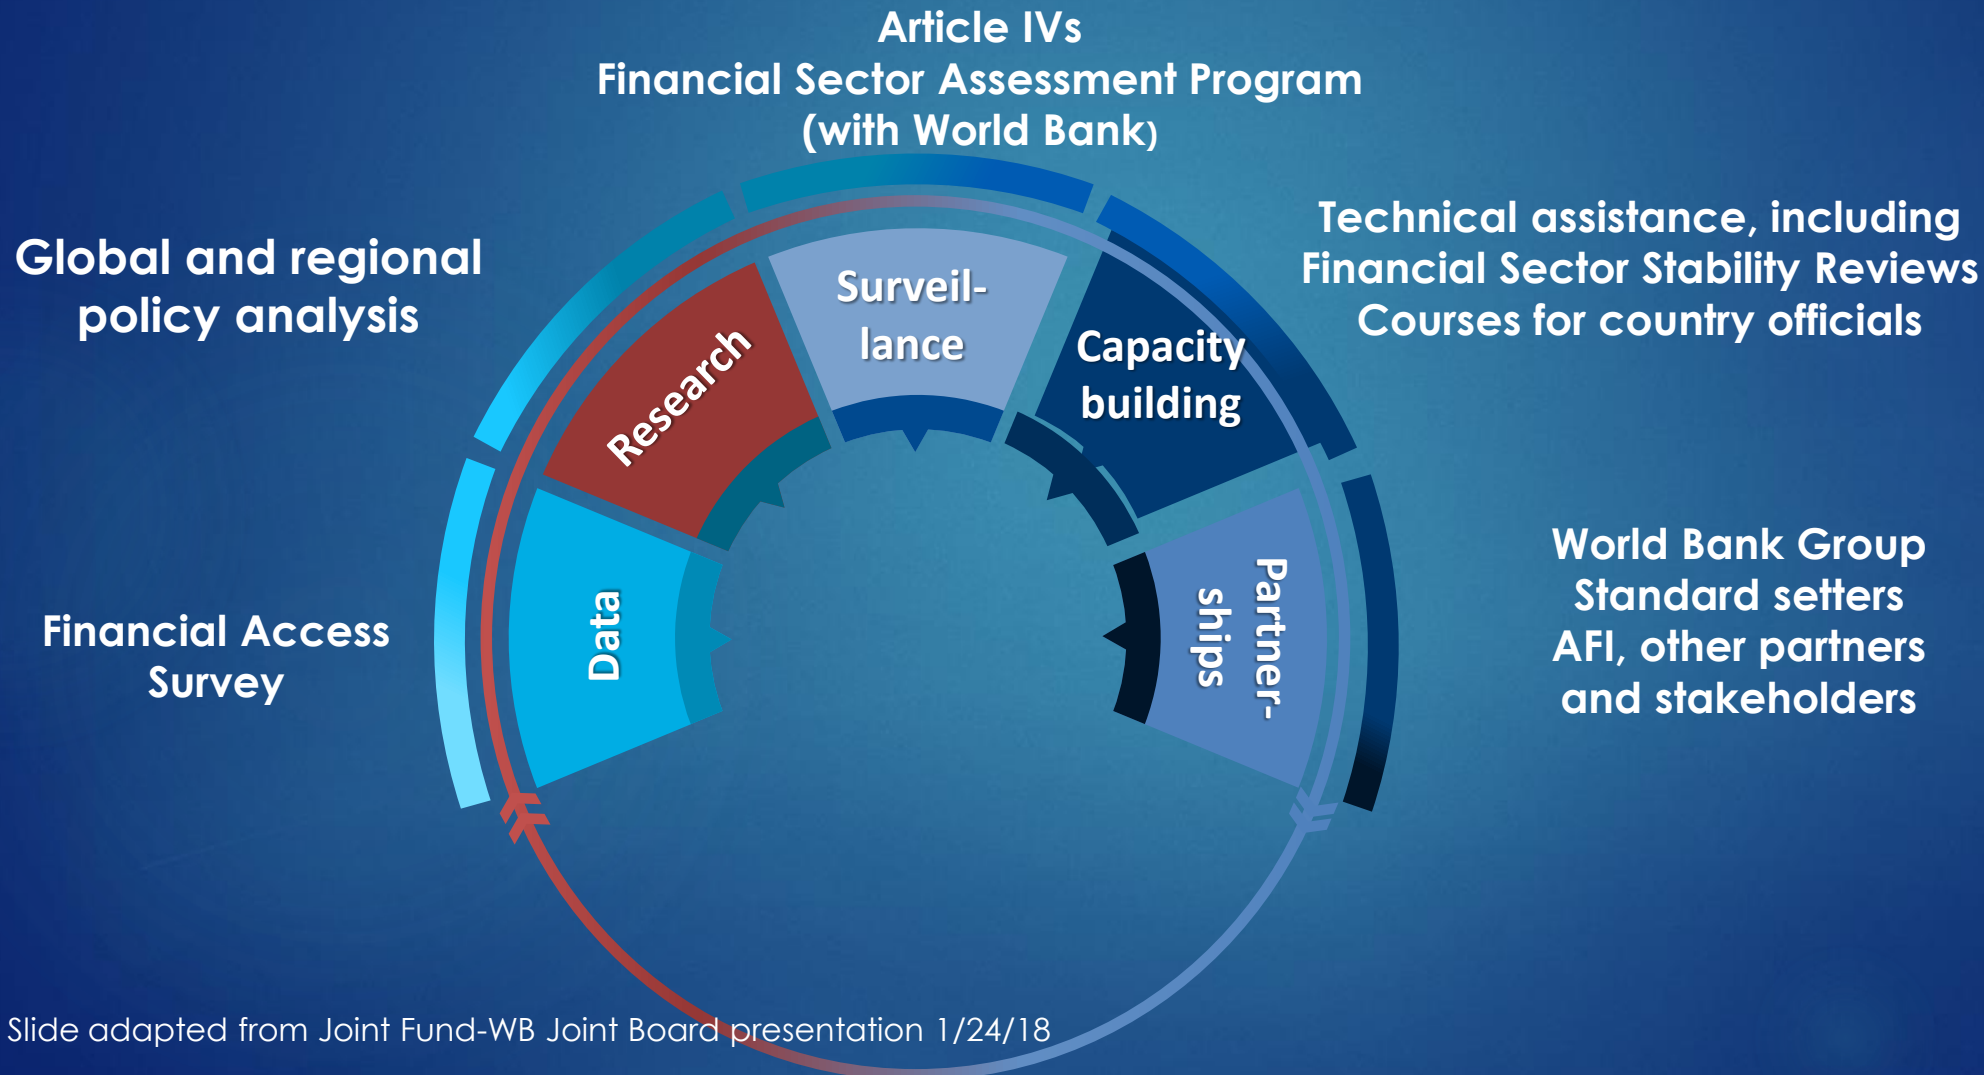 Article IVs
Financial Sector Assessment Program
(with World Bank)
Global and regional
policy analysis
Technical assistance, including
Financial Sector Stability Reviews
Courses for country officials
Surveil-
lance
Research
Capacity
building
Data
Partner-
ships
Financial Access
Survey
World Bank Group
Standard setters
AFI, other partners
and stakeholders
Slide adapted from Joint Fund-WB Joint Board presentation 1/24/18